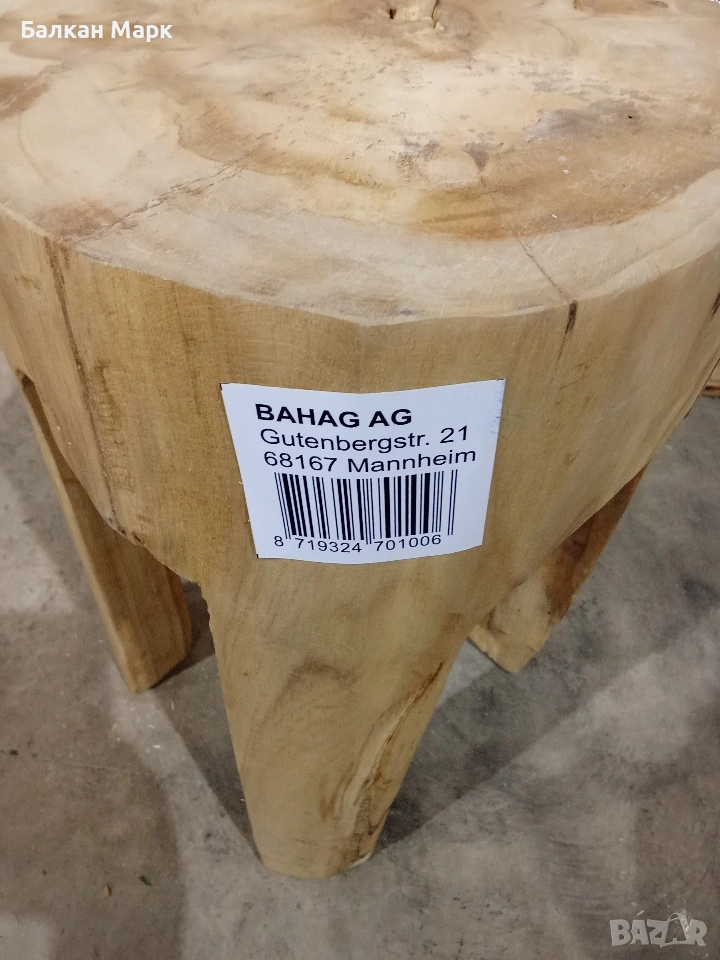 Балкан Марк
BAHAG AG
Gutenbergstr. 21
68167 Mannheim
8 719324 701006
BAZAR